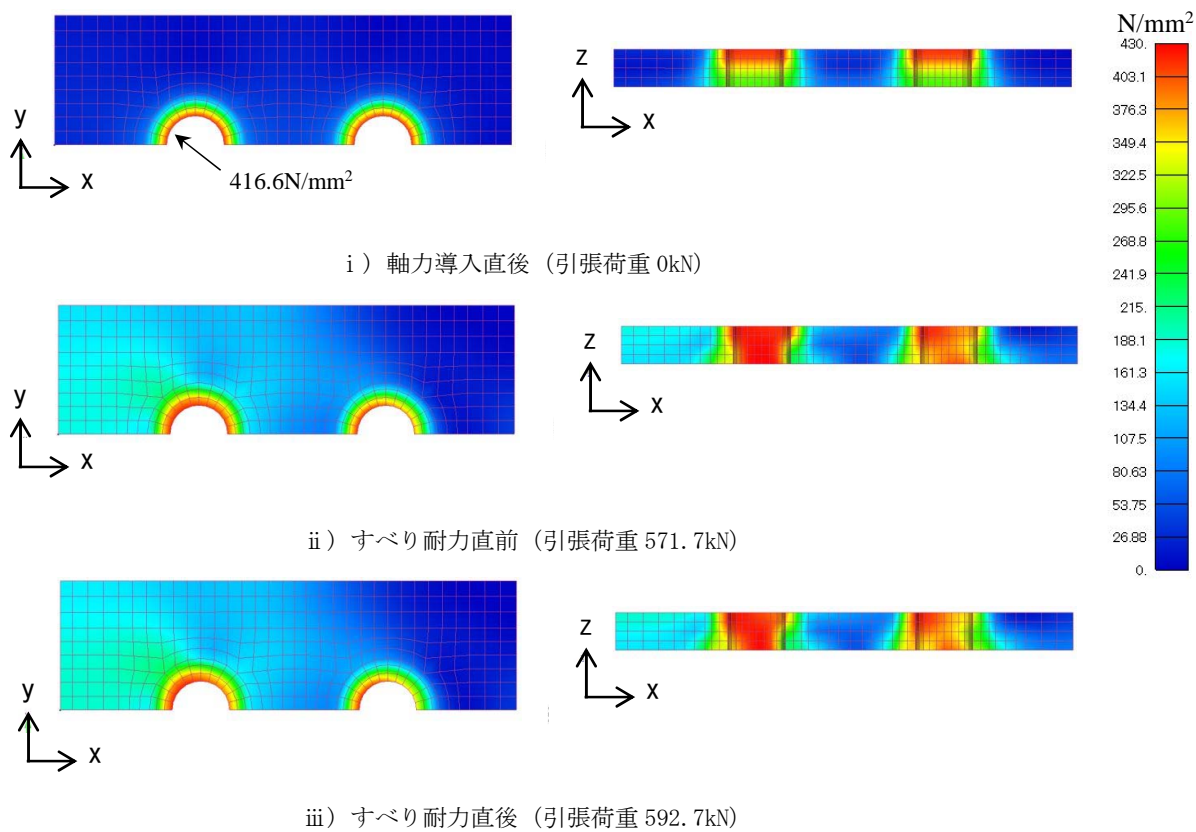 N/mm²
430.
403.1
376.3
349.4
322.5
295.6
268.8
241.9
215.
188.1
161.3
134.4
107.5
80.63
53.75
26.88
0.
y
x
416.6N/mm²
z
x
ⅰ) 軸力導入直後 (引張荷重 0kN)
y
x
z
x
ⅱ) すべり耐力直前 (引張荷重 571.7kN)
y
x
z
x
ⅲ) すべり耐力直後 (引張荷重 592.7kN)